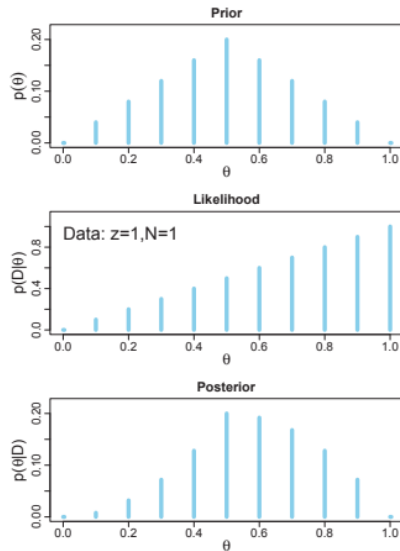 Prior
p(θ)
0.00 0.10 0.20
0.0 0.2 0.4 0.6 0.8 1.0
θ
Likelihood
p(D|θ)
0.0 0.4 0.8
Data: z=1,N=1
0.0 0.2 0.4 0.6 0.8 1.0
θ
Posterior
p(θ|D)
0.00 0.10 0.20
0.0 0.2 0.4 0.6 0.8 1.0
θ